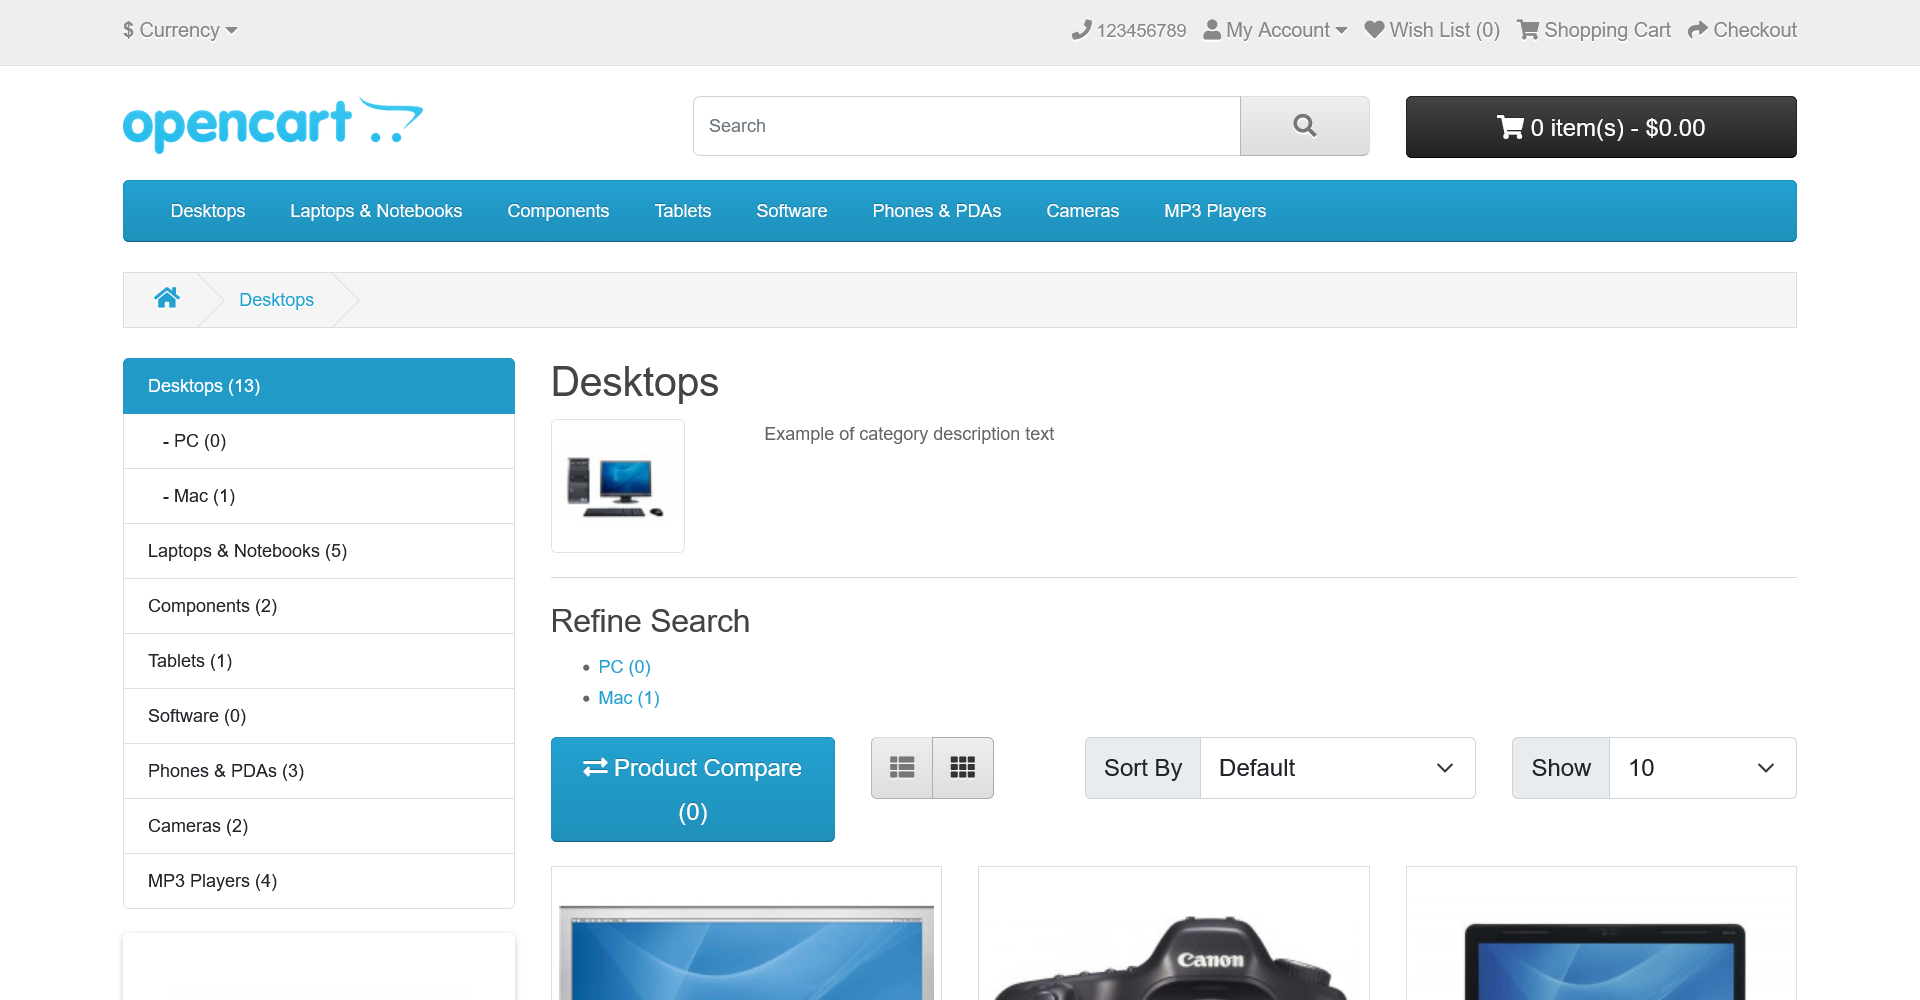 $ Currency
123456789 My Account Wish List (0) Shopping Cart Checkout
opencart
Search
0 item(s) - $0.00
Desktops Laptops & Notebooks Components Tablets Software Phones & PDAs Cameras MP3 Players
Desktops
Desktops (13)
- PC (0)
- Mac (1)
Laptops & Notebooks (5)
Components (2)
Tablets (1)
Software (0)
Phones & PDAs (3)
Cameras (2)
MP3 Players (4)
Desktops
Example of category description text
Refine Search
PC (0)
Mac (1)
Product Compare
(0)
Sort By Default
Show 10
Canon